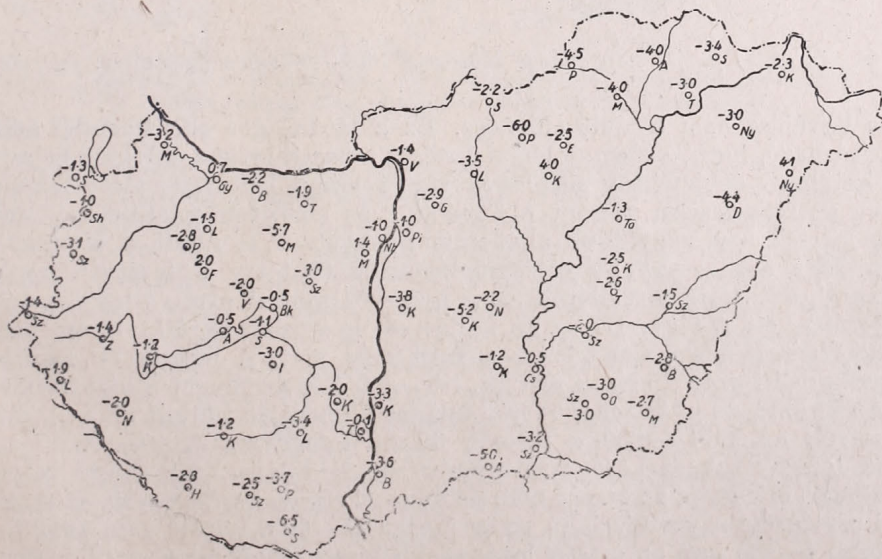 -4·5
P
-4·0
A
-3·4
S
-2·3
K
-4·0
M
-3·0
T
-2·2
S
-3·0
Ny
-6·0
P
-2·5
E
-3·2
M
-1·4
V
-3·5
L
4·0
K
4·1
Ny
-1·3
0·7
Gy
-2·2
B
-1·9
T
-2·9
G
-4·4
D
-1·0
Sh
-1·3
Ta
-1·5
L
-2·8
P
-5·7
M
-1·0
1·4
M
-1·0
Pi
-3·1
Sz
2·0
F
-3·0
Sz
-2·5
K
-2·6
T
-2·0
V
-0·5
Bk
-3·8
K
-2·2
N
-5·2
K
-1·5
Sz
-1·4
Sz
-1·4
Z
-0·5
A
-1·1
S
Sz
-1·2
K
-3·0
I
-1·2
K
-0·5
Cs
-2·8
B
1·9
L
-2·0
N
-2·0
K
-3·3
K
-3·0
O
Sz
-3·0
-2·7
M
-1·2
K
-3·4
L
-0·1
T
-3·2
Sz
-5·0
A
-3·6
B
-2·8
H
-2·5
Sz
-3·7
P
-6·5
S